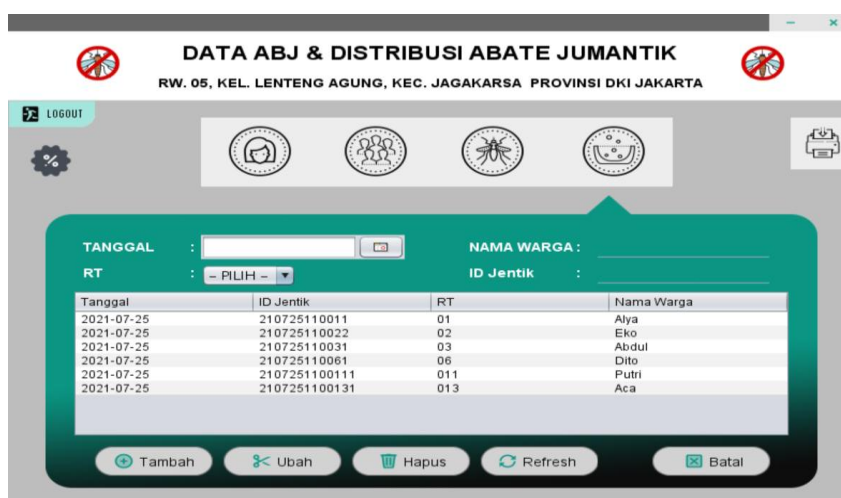 DATA ABJ & DISTRIBUSI ABATE JUMANTIK
RW. 05, KEL. LENTENG AGUNG, KEC. JAGAKARSA PROVINSI DKI JAKARTA
LOGOUT
%
TANGGAL : NAMA WARGA :
RT : – PILIH – ID Jentik :
Tanggal ID Jentik RT Nama Warga
2021-07-25 210725110011 01 Alya
2021-07-25 210725110022 02 Eko
2021-07-25 210725110031 03 Abdul
2021-07-25 210725110061 06 Dito
2021-07-25 2107251100111 011 Putri
2021-07-25 2107251100131 013 Aca
Tambah Ubah Hapus Refresh Batal